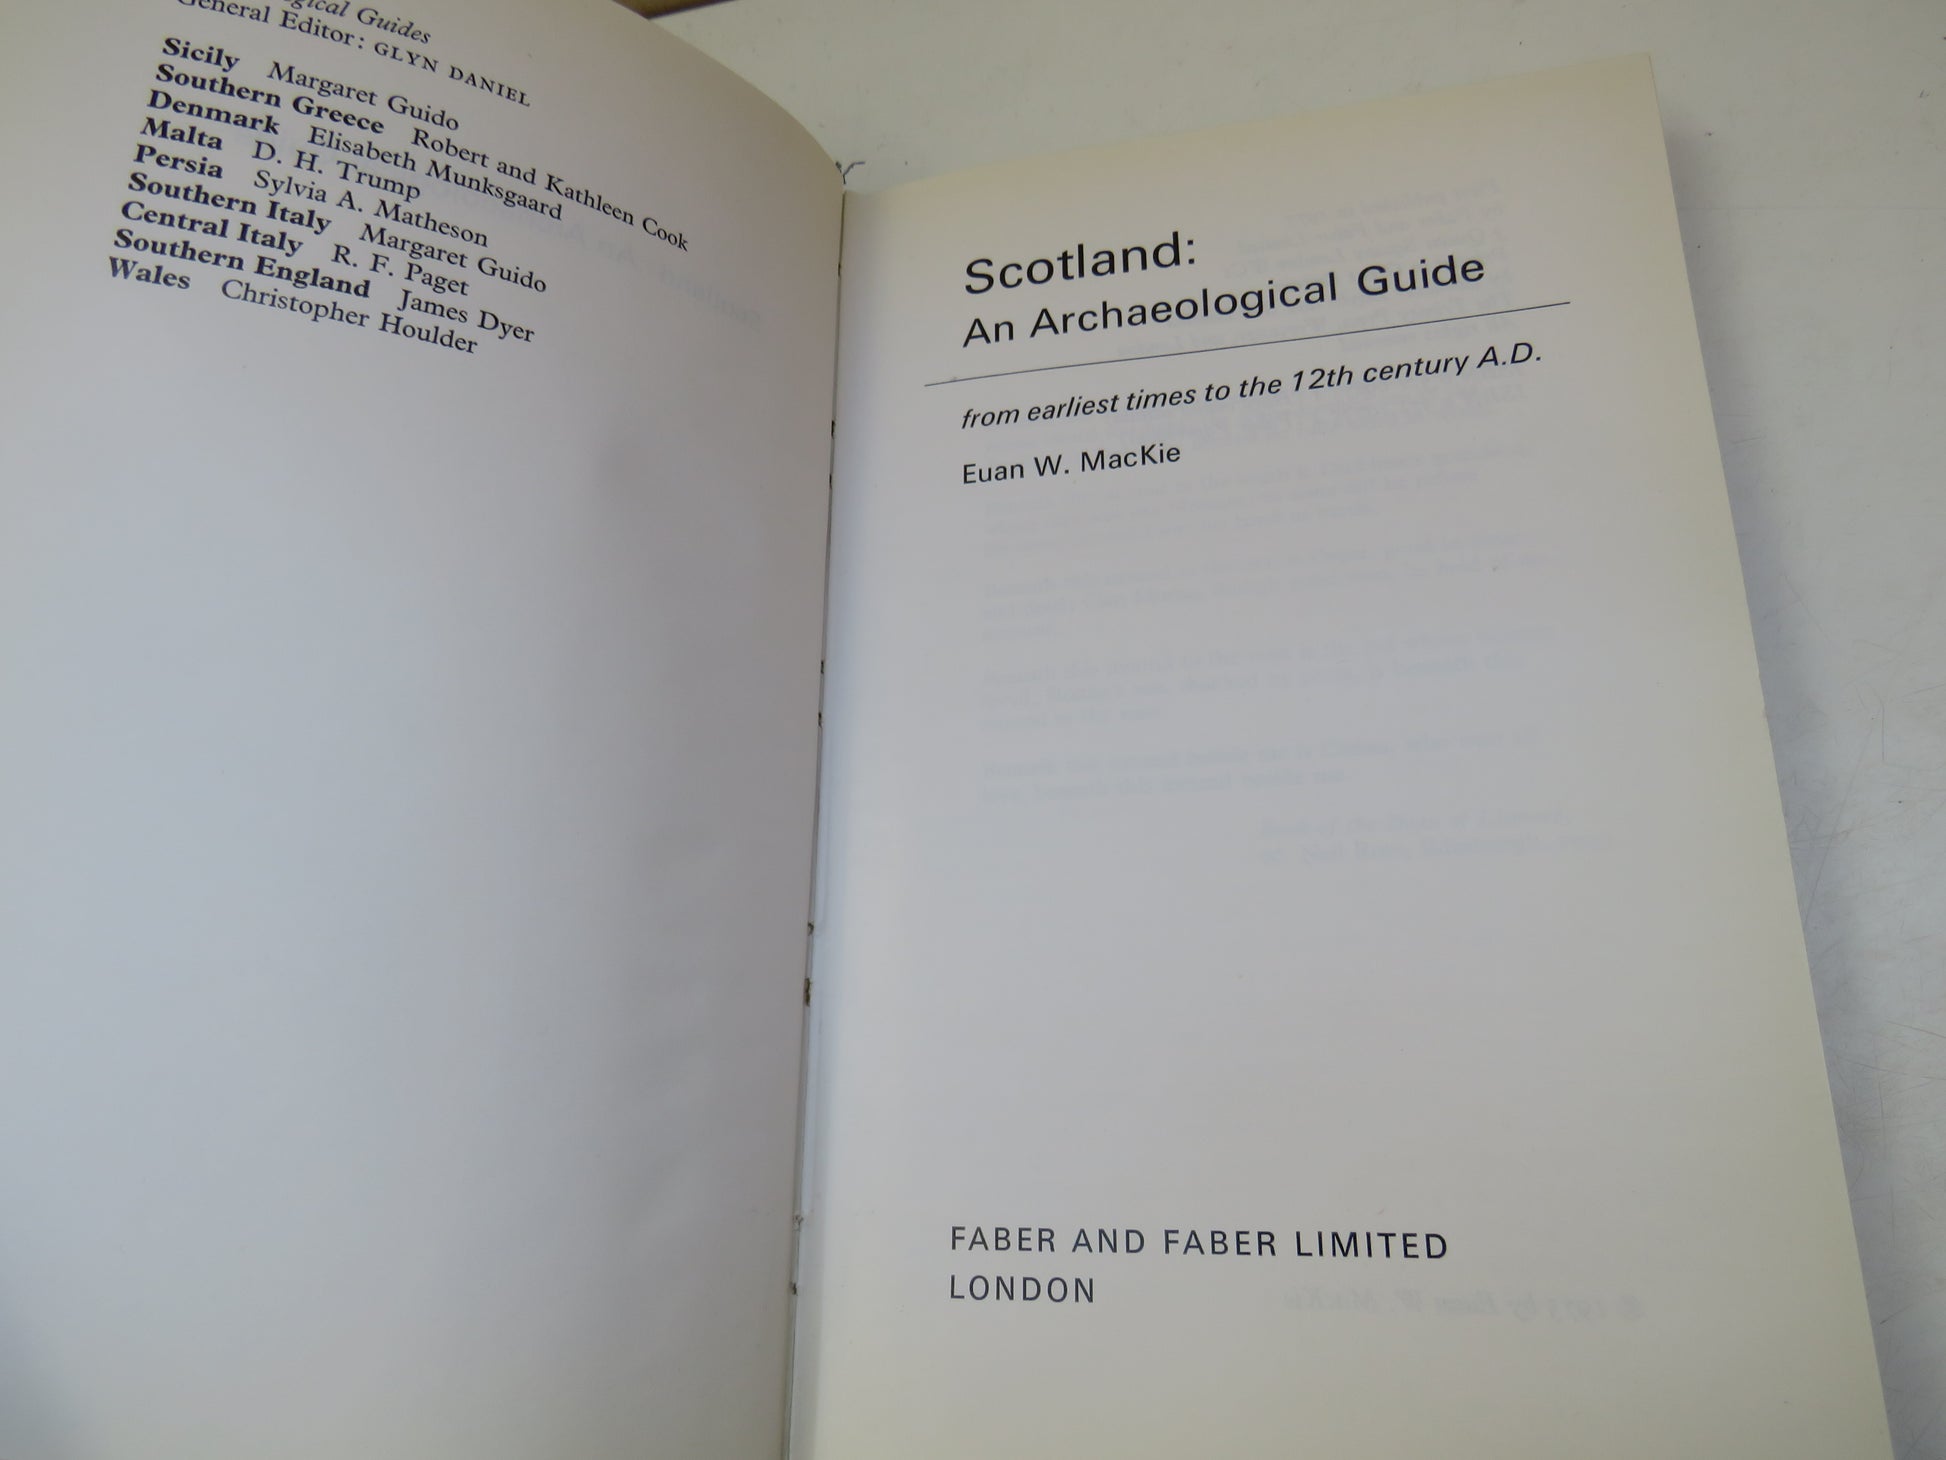 Guides
General Editor: GLYN DANIEL
Sicily Margaret Guido
Southern Greece Robert and Kathleen Cook
Denmark Elisabeth Munksgaard
Malta D. H. Trump
Persia Sylvia A. Matheson
Southern Italy Margaret Guido
Central Italy R. F. Paget
Southern England James Dyer
Wales Christopher Houlder
Scotland:
An Archaeological Guide
from earliest times to the 12th century A.D.
Euan W. MacKie
FABER AND FABER LIMITED
LONDON